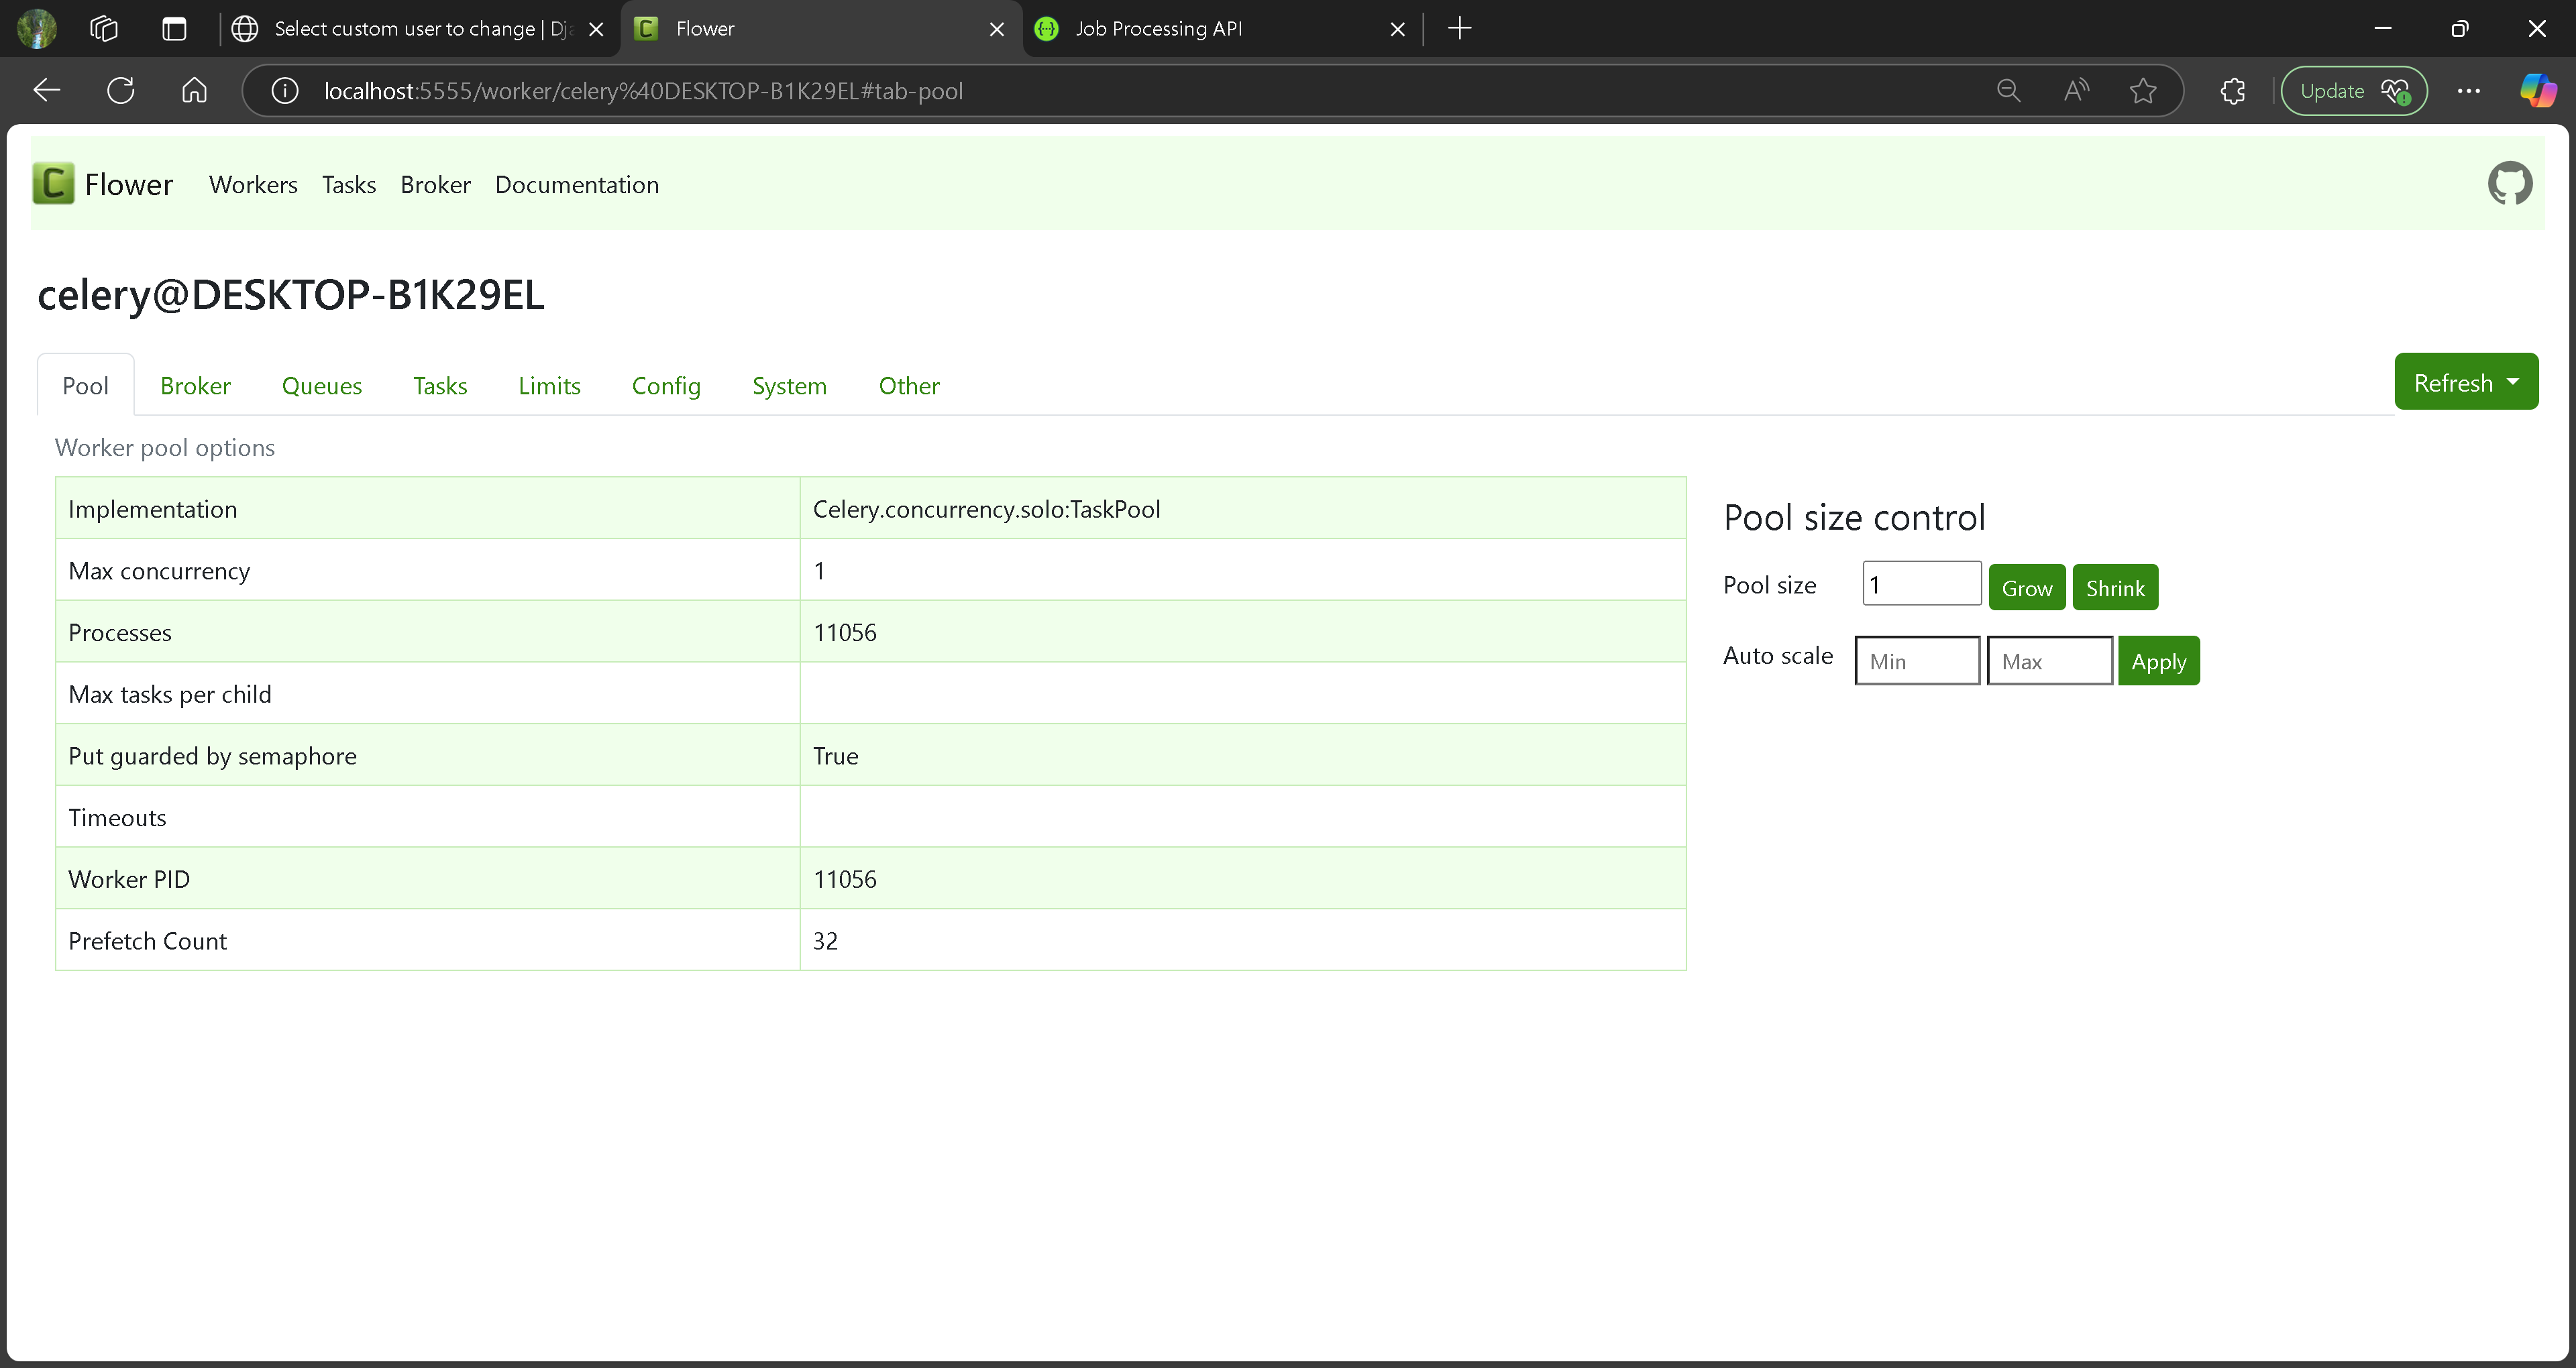 Select custom user to change | Dja
Flower
Job Processing API
localhost:5555/worker/celery%40DESKTOP-B1K29EL#tab-pool
Update
C Flower Workers Tasks Broker Documentation
celery@DESKTOP-B1K29EL
Pool Broker Queues Tasks Limits Config System Other Refresh
Worker pool options
Implementation Celery.concurrency.solo:TaskPool
Max concurrency 1
Processes 11056
Max tasks per child
Put guarded by semaphore True
Timeouts
Worker PID 11056
Prefetch Count 32
Pool size control
Pool size 1 Grow Shrink
Auto scale Min Max Apply